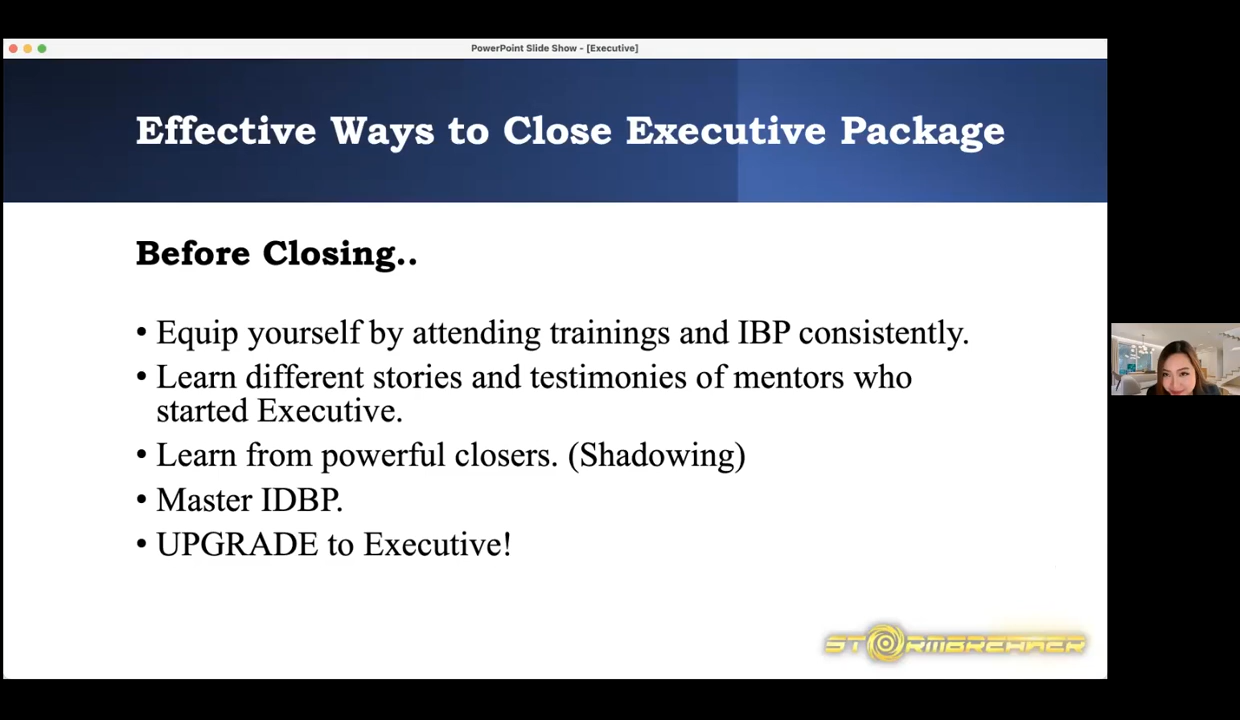 PowerPoint Slide Show - [Executive]
Effective Ways to Close Executive Package
Before Closing..
• Equip yourself by attending trainings and IBP consistently.
• Learn different stories and testimonies of mentors who
started Executive.
• Learn from powerful closers. (Shadowing)
• Master IDBP.
• UPGRADE to Executive!
STORMBREAKER